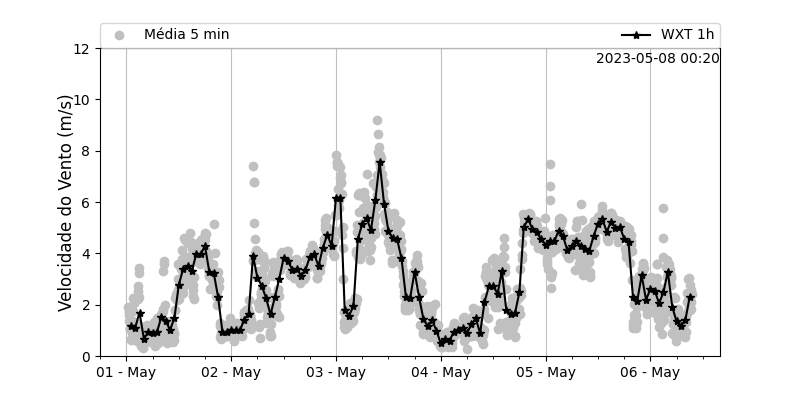 Média 5 min
WXT 1h
2023-05-08 00:20
Velocidade do Vento (m/s)
12
10
8
6
4
2
0
01 - May
02 - May
03 - May
04 - May
05 - May
06 - May